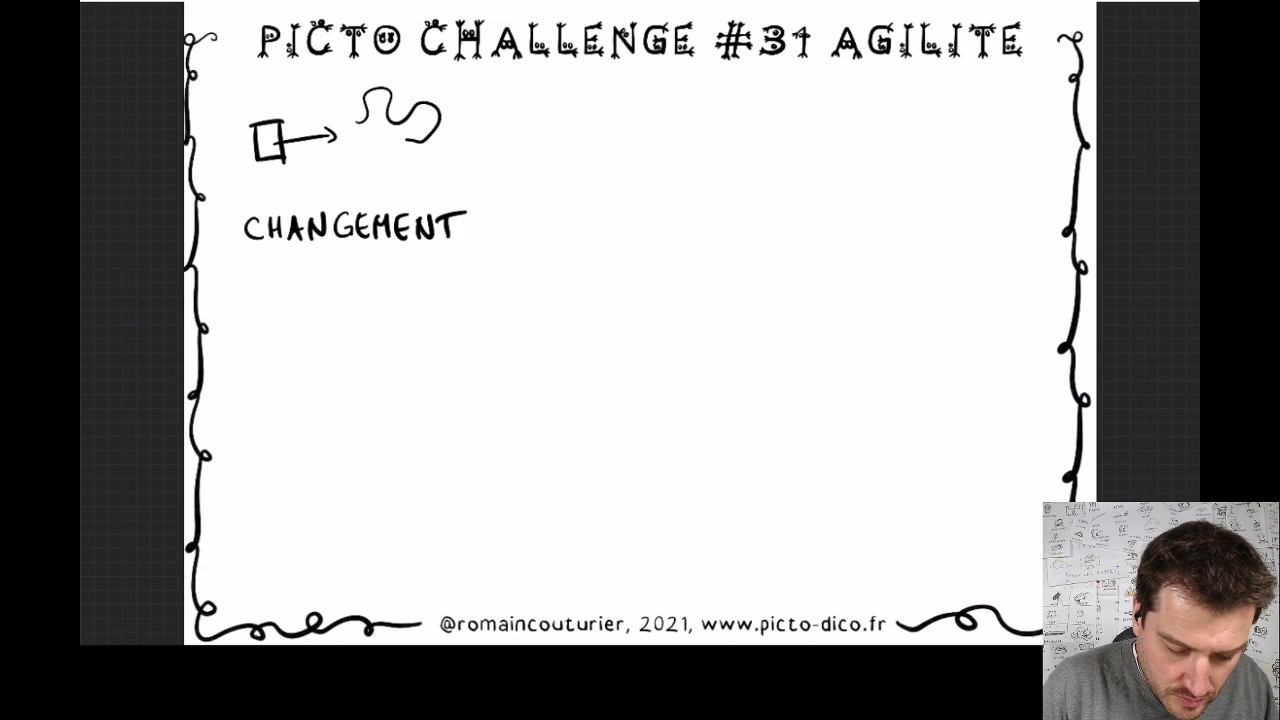 PICTO CHALLENGE #31 AGILITE
CHANGEMENT
@romaincouturier, 2021, www.picto-dico.fr